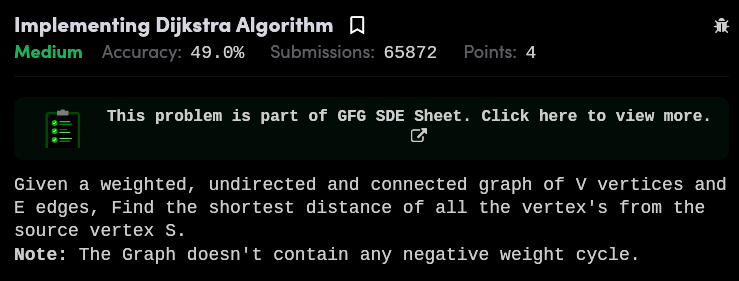 Implementing Dijkstra Algorithm
Medium Accuracy: 49.0% Submissions: 65872 Points: 4
This problem is part of GFG SDE Sheet. Click here to view more.
Given a weighted, undirected and connected graph of V vertices and
E edges, Find the shortest distance of all the vertex's from the
source vertex S.
Note: The Graph doesn't contain any negative weight cycle.